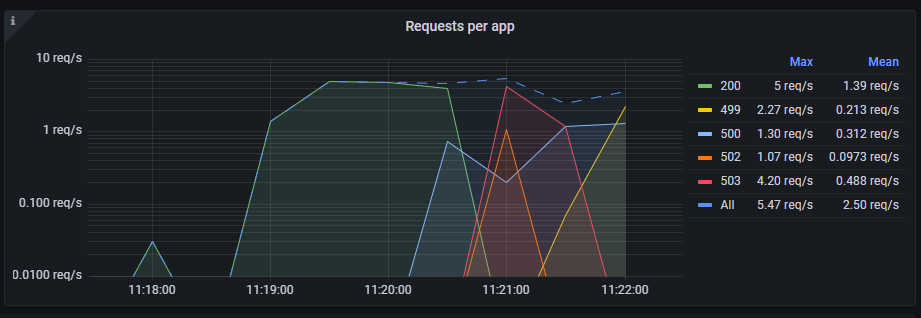 i
Requests per app
10 req/s
1 req/s
0.100 req/s
0.0100 req/s
11:18:00 11:19:00 11:20:00 11:21:00 11:22:00
Max Mean
200 5 req/s 1.39 req/s
499 2.27 req/s 0.213 req/s
500 1.30 req/s 0.312 req/s
502 1.07 req/s 0.0973 req/s
503 4.20 req/s 0.488 req/s
All 5.47 req/s 2.50 req/s